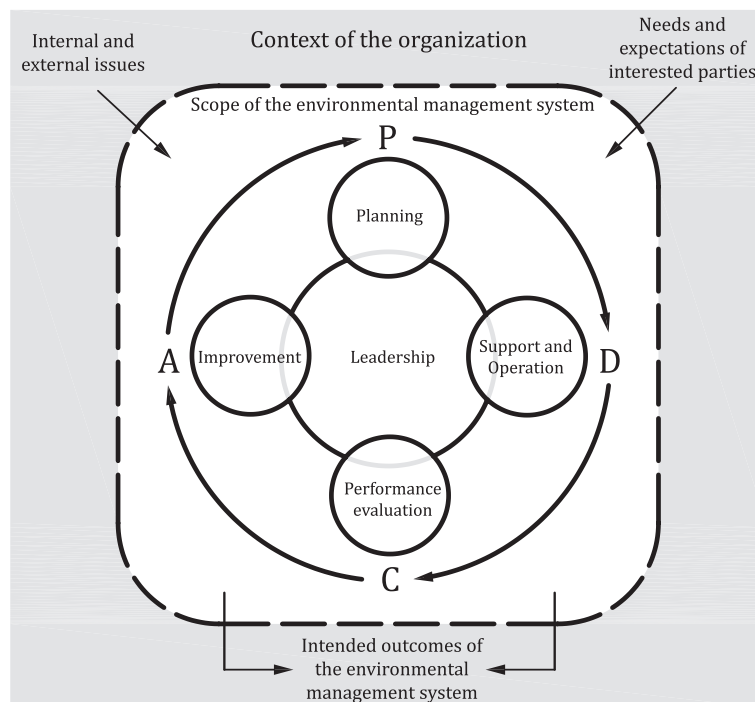 Internal and
external issues
Context of the organization
Needs and
expectations of
interested parties
Scope of the environmental management system
P
Planning
A
Improvement
Leadership
Support and
Operation
D
Performance
evaluation
C
Intended outcomes of
the environmental
management system